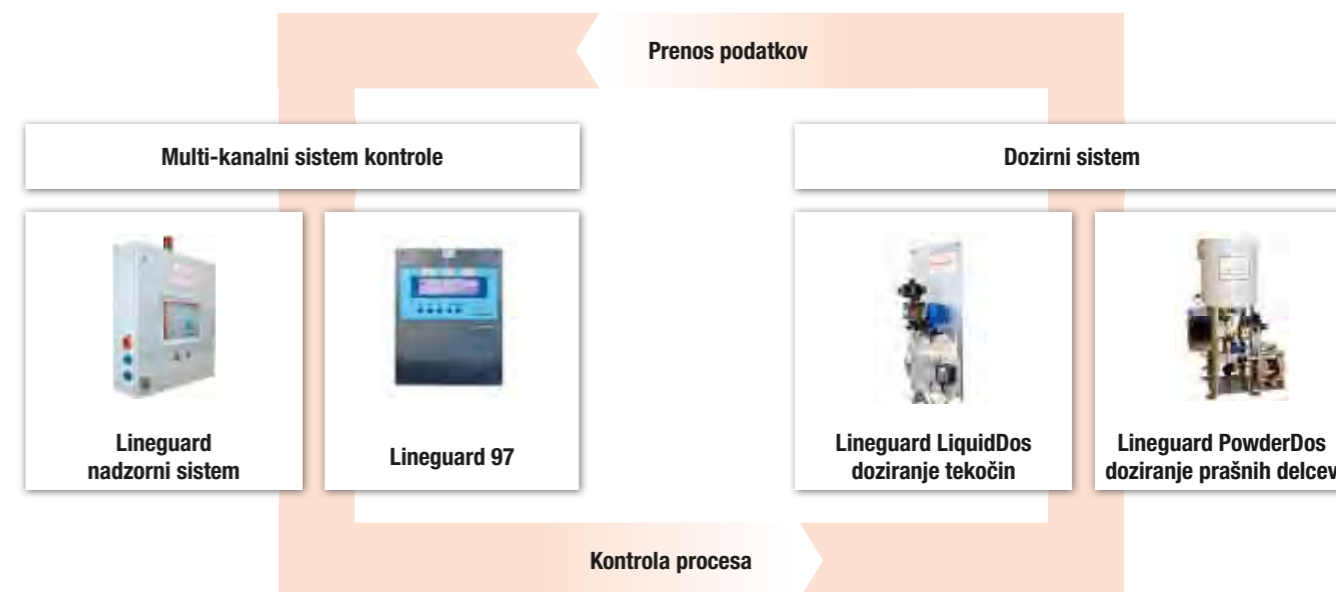 Prenos podatkov
Multi-kanalni sistem kontrole
Dozirni sistem
Lineguard
nadzorni sistem
Lineguard 97
Lineguard LiquidDos
doziranje tekočin
Lineguard PowderDos
doziranje prašnih delcev
Kontrola procesa